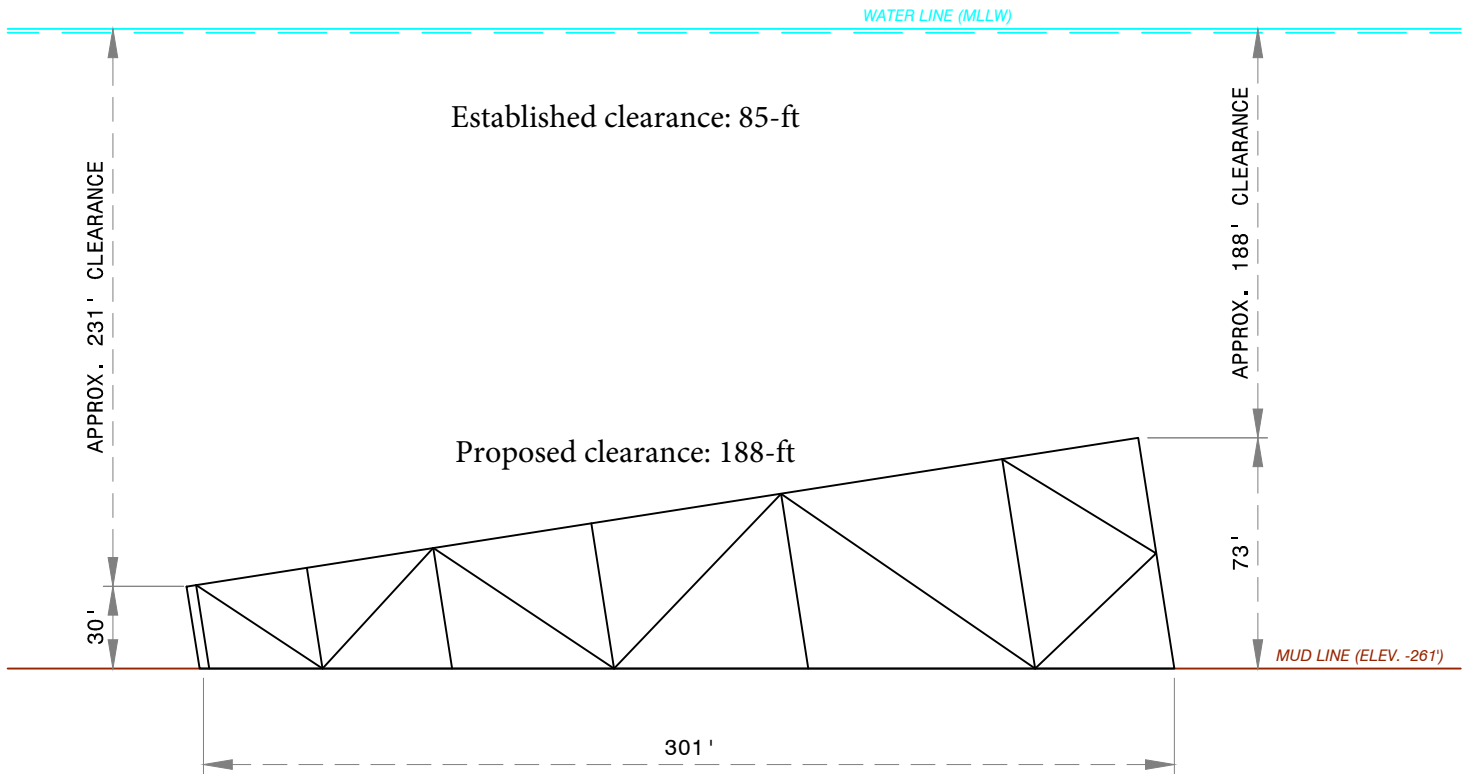 WATER LINE (MLLW)
Established clearance: 85-ft
APPROX. 231' CLEARANCE
APPROX. 188' CLEARANCE
Proposed clearance: 188-ft
30'
73'
MUD LINE (ELEV. -261')
301'